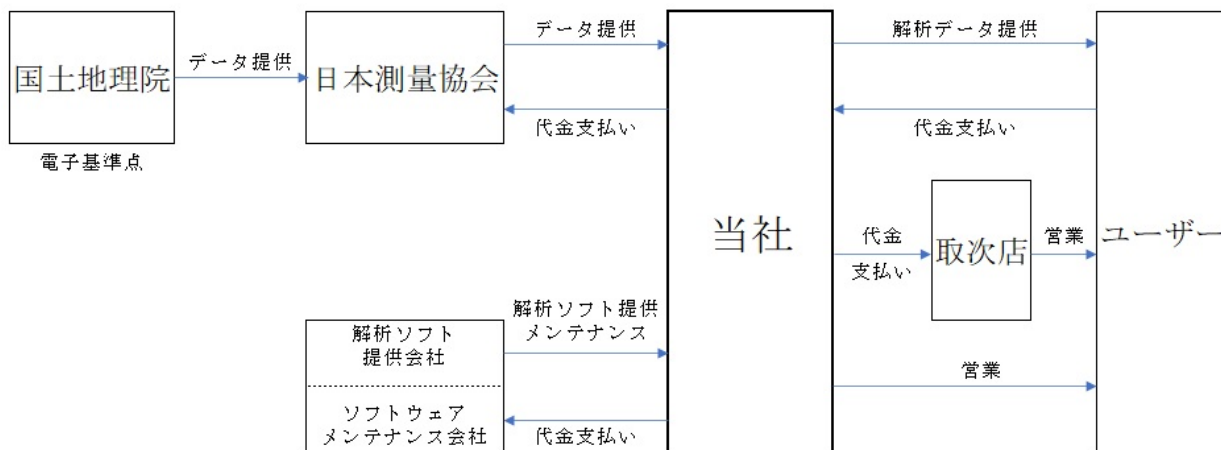 国土地理院
電子基準点
データ提供
日本測量協会
データ提供
代金支払い
当社
解析データ提供
代金支払い
代金
支払い
取次店
営業
ユーザー
解析ソフト
提供会社
ソフトウェア
メンテナンス会社
解析ソフト提供
メンテナンス
代金支払い
営業